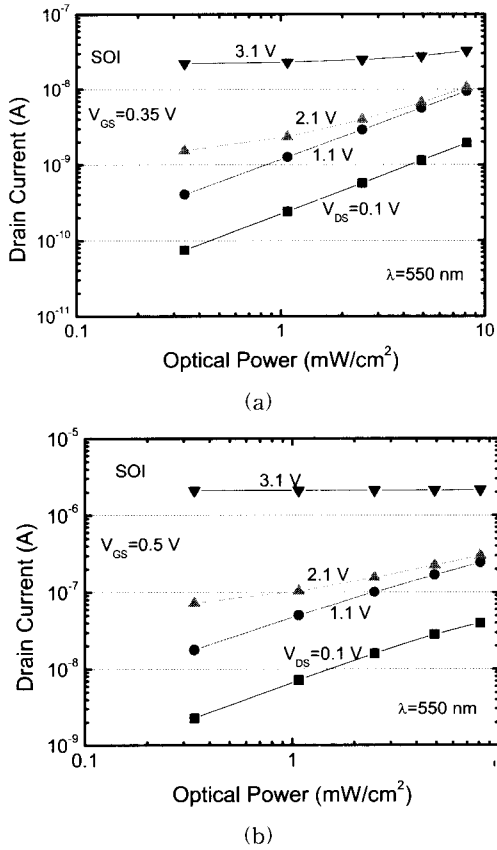 10⁻⁷
SOI
3.1 V
10⁻⁸
V_GS=0.35 V
2.1 V
1.1 V
10⁻⁹
V_DS=0.1 V
10⁻¹⁰
λ=550 nm
10⁻¹¹
0.1 1 10
Drain Current (A)
Optical Power (mW/cm²)
(a)
10⁻⁵
SOI
3.1 V
10⁻⁶
V_GS=0.5 V
2.1 V
10⁻⁷
1.1 V
V_DS=0.1 V
10⁻⁸
λ=550 nm
10⁻⁹
0.1 1
Drain Current (A)
Optical Power (mW/cm²)
(b)